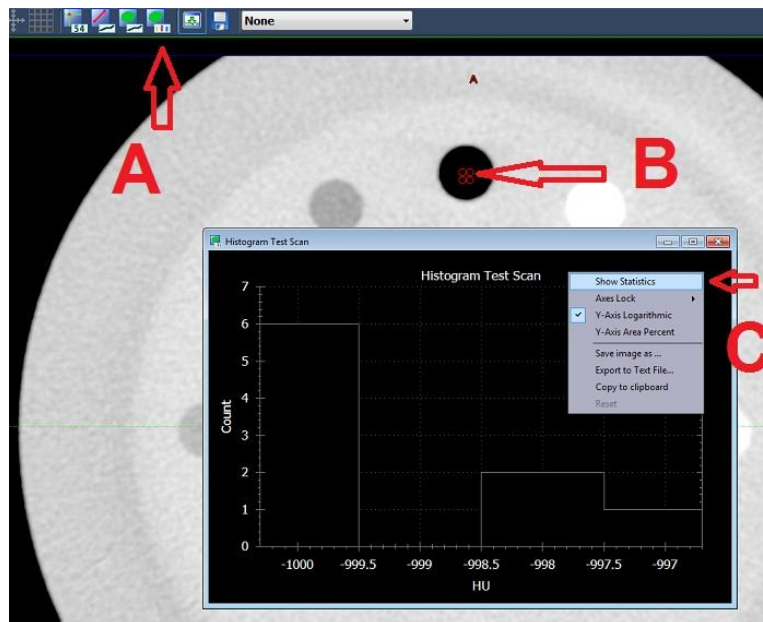 54
None
A
A
B
Histogram Test Scan
Histogram Test Scan
Show Statistics
Axes Lock
Y-Axis Logarithmic
Y-Axis Area Percent
Save image as ...
Export to Text File...
Copy to clipboard
Reset
C
7
6
5
4
3
2
1
0
Count
-1000 -999.5 -999 -998.5 -998 -997.5 -997
HU